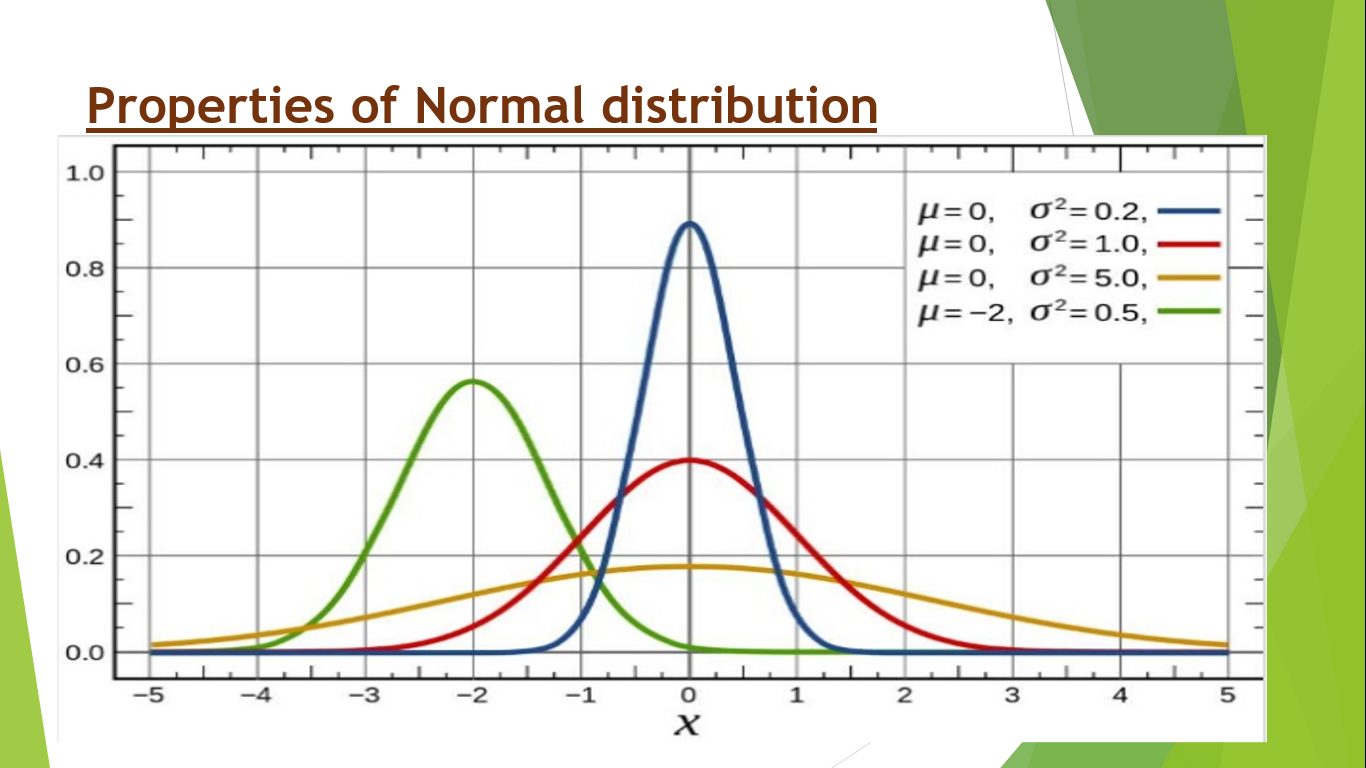 Properties of Normal distribution
1.0
0.8
0.6
0.4
0.2
0.0
μ=0, σ²=0.2,
μ=0, σ²=1.0,
μ=0, σ²=5.0,
μ=−2, σ²=0.5,
−5 −4 −3 −2 −1 0 1 2 3 4 5
x